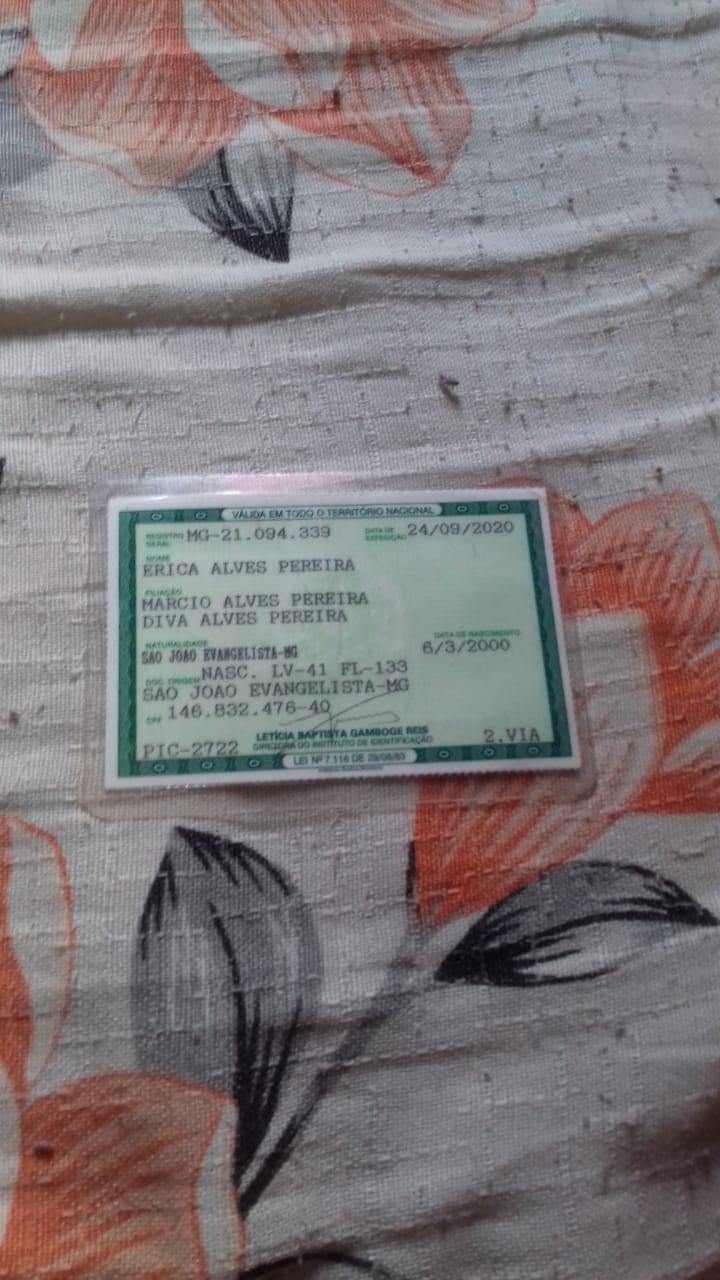 VÁLIDA EM TODO O TERRITÓRIO NACIONAL
REGISTRO GERAL MG-21.094.339 DATA DE EXPEDIÇÃO 24/09/2020
NOME
ERICA ALVES PEREIRA
FILIAÇÃO
MARCIO ALVES PEREIRA
DIVA ALVES PEREIRA
NATURALIDADE DATA DE NASCIMENTO
SAO JOAO EVANGELISTA-MG 6/3/2000
DOC. ORIGEM NASC. LV-41 FL-133
SAO JOAO EVANGELISTA-MG
CPF 146.832.476-40
LETÍCIA BAPTISTA GAMBOGE REIS
PIC-2722 DIRETORA DO INSTITUTO DE IDENTIFICAÇÃO 2.VIA
LEI Nº 7.116 DE 29/08/83